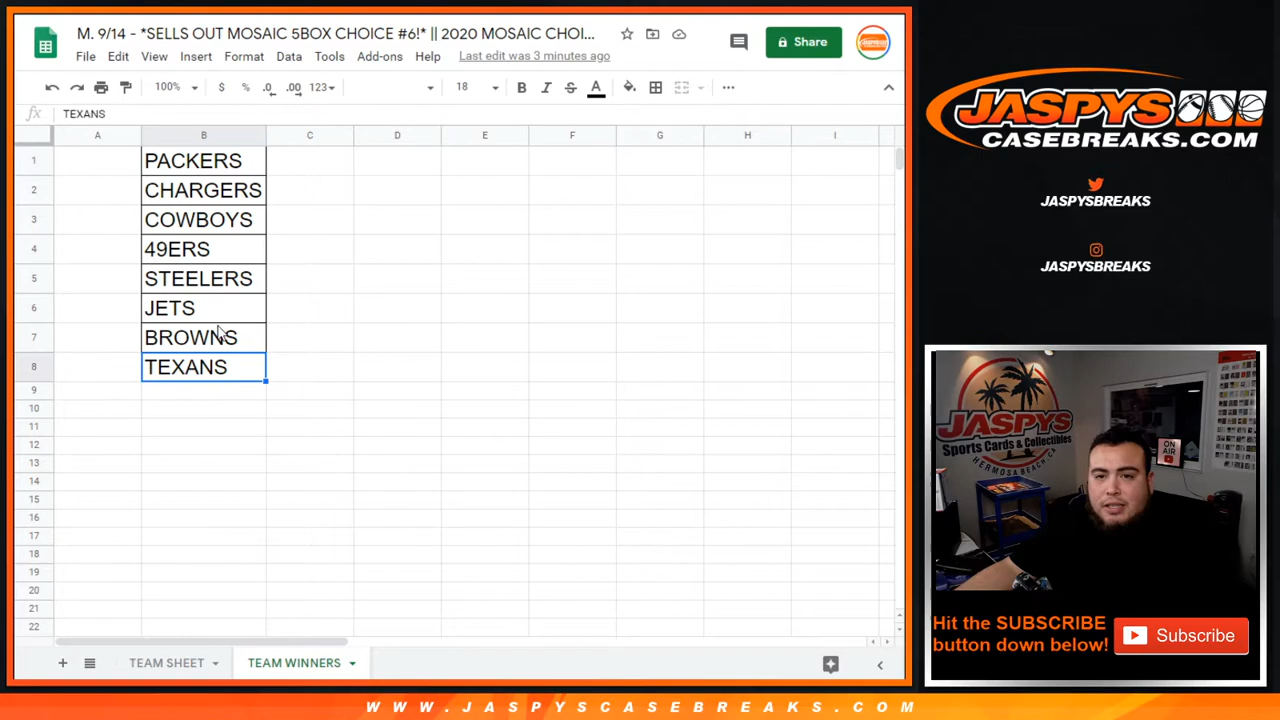 M. 9/14 - *SELLS OUT MOSAIC 5BOX CHOICE #6!* || 2020 MOSAIC CHOI...
Share
File Edit View Insert Format Data Tools Add-ons Help Last edit was 3 minutes ago
100% $ % .0 .00 123 18 B I S A
fx TEXANS
A B C D E F G H I
1 PACKERS
2 CHARGERS
3 COWBOYS
4 49ERS
5 STEELERS
6 JETS
7 BROWNS
8 TEXANS
9
10
11
12
13
14
15
16
17
18
19
20
21
22
TEAM SHEET
TEAM WINNERS
JASPYS
CASEBREAKS.COM
JASPYSBREAKS
JASPYSBREAKS
JASPYS
Sports Cards & Collectibles
HERMOSA BEACH, CA
ON AIR
Hit the SUBSCRIBE
button down below!
Subscribe
WWW.JASPYSCASEBREAKS.COM